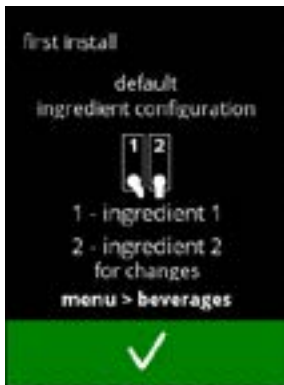 first install
default
ingredient configuration
1 2
1 - ingredient 1
2 - ingredient 2
for changes
menu > beverages